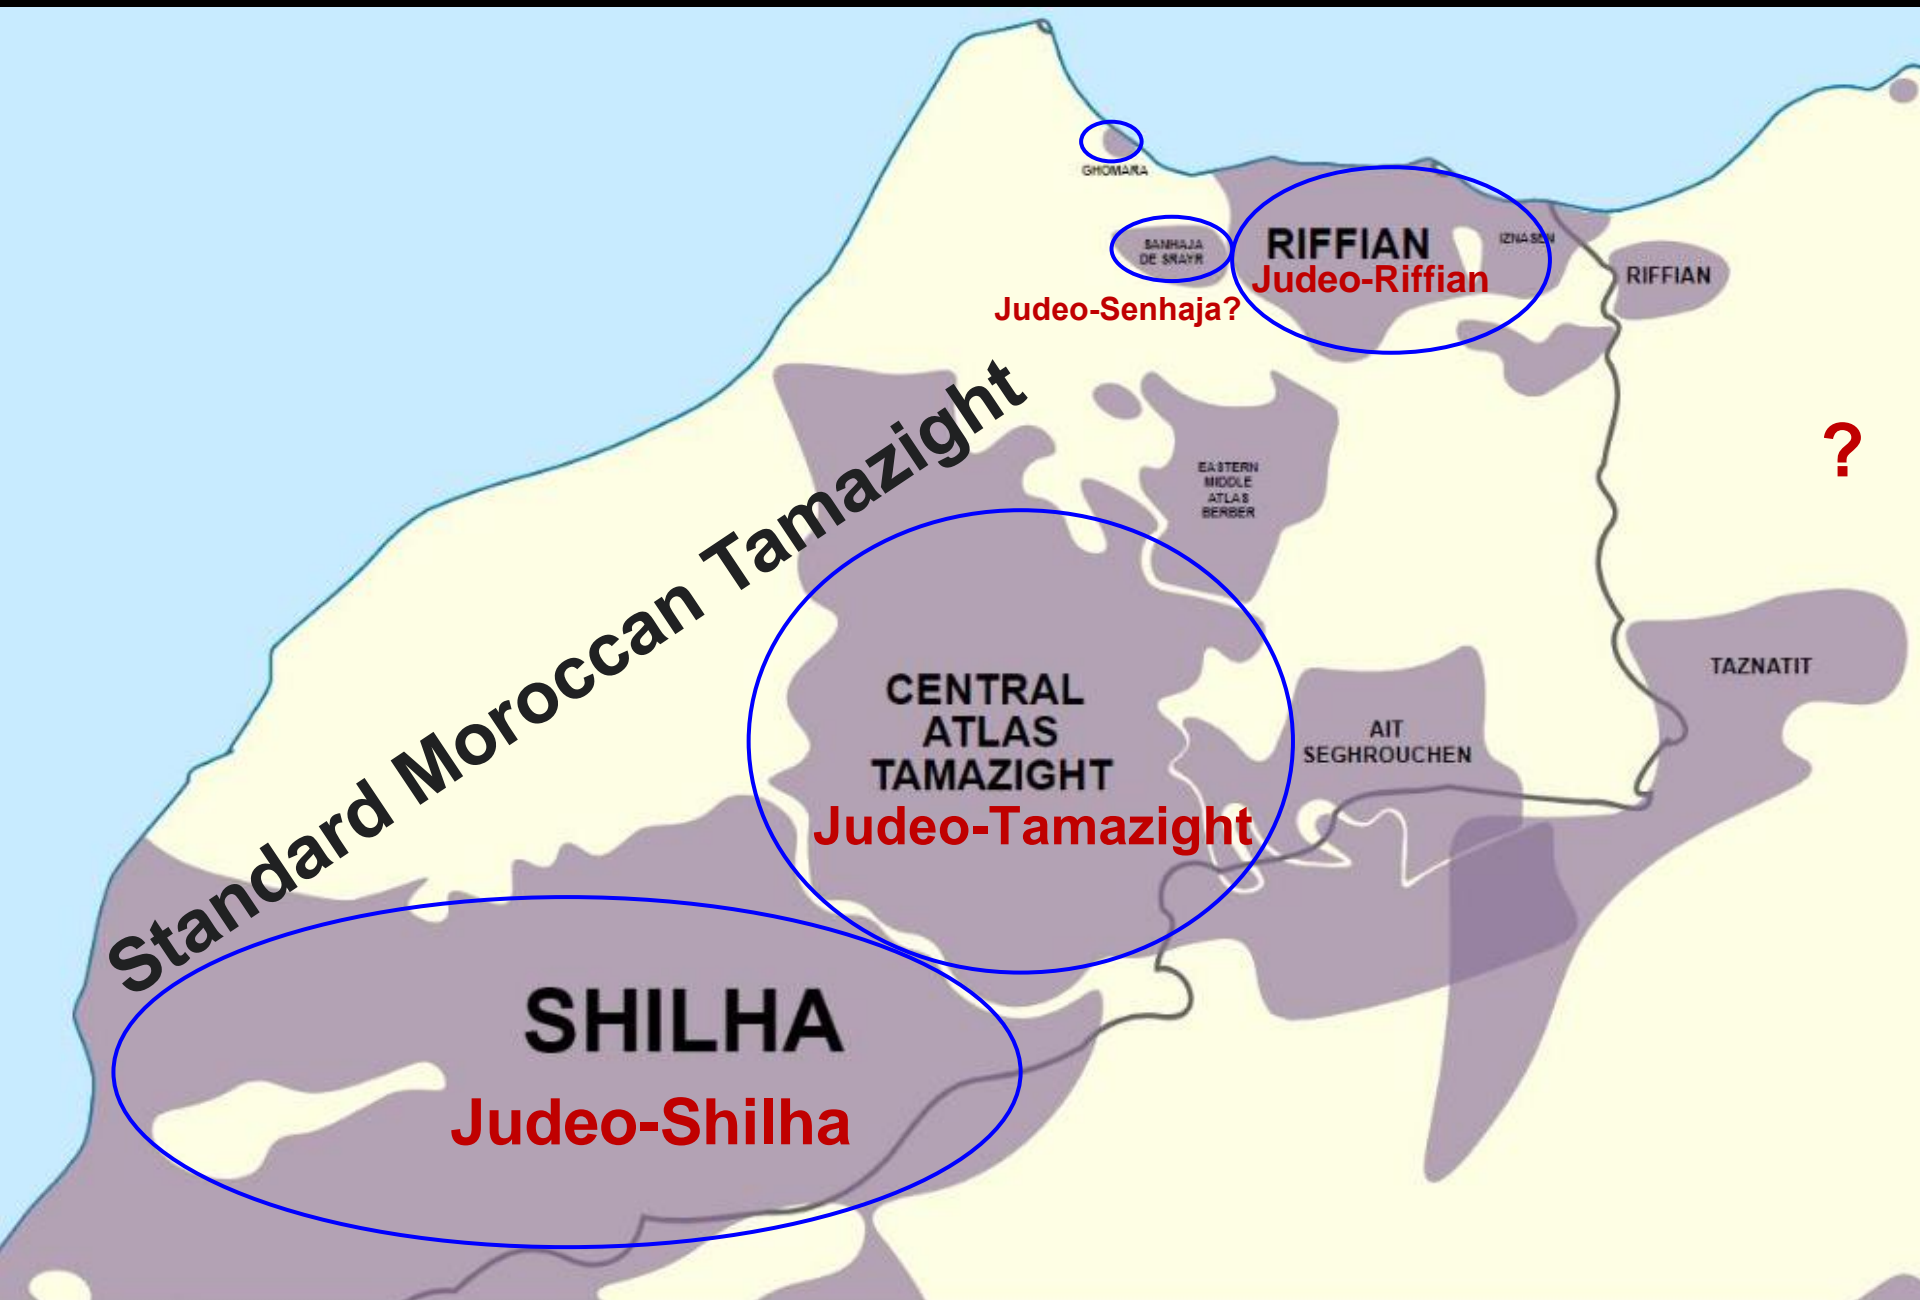 GHOMARA
SANHAJA
DE SRAYR
RIFFIAN
Judeo-Riffian
IZNASEN
RIFFIAN
Judeo-Senhaja?
Standard Moroccan Tamazight
?
EASTERN
MIDDLE
ATLAS
BERBER
TAZNATIT
CENTRAL
ATLAS
TAMAZIGHT
Judeo-Tamazight
AIT
SEGHROUCHEN
SHILHA
Judeo-Shilha